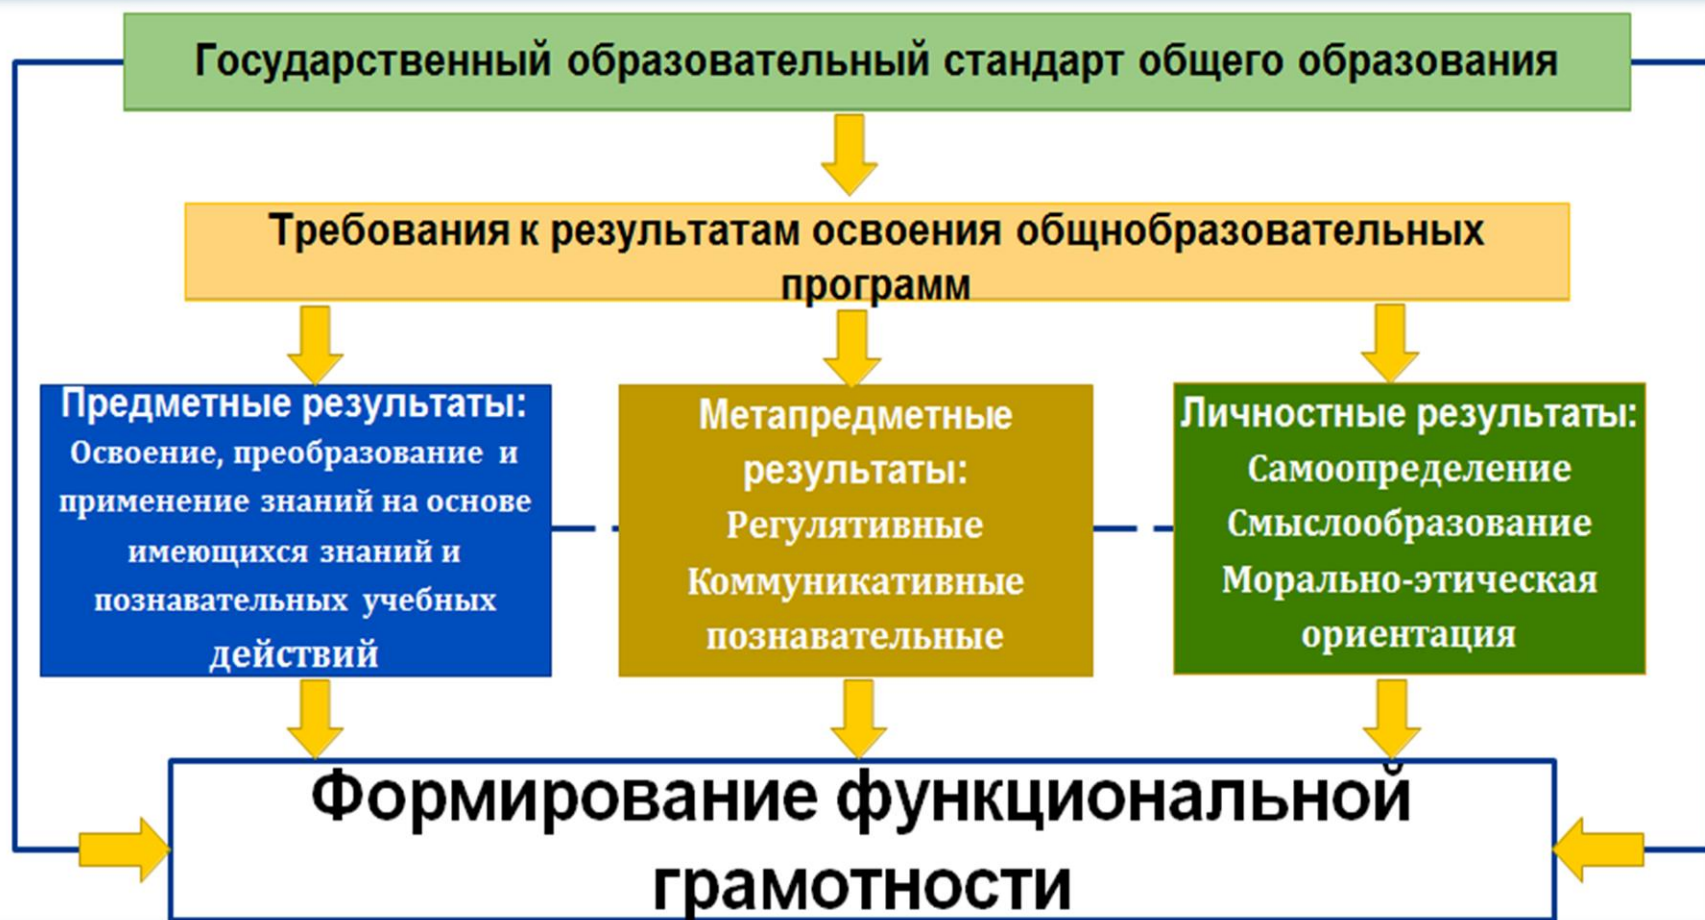 Государственный образовательный стандарт общего образования
Требования к результатам освоения общнобразовательных
программ
Предметные результаты:
Освоение, преобразование и
применение знаний на основе
имеющихся знаний и
познавательных учебных
действий
Метапредметные
результаты:
Регулятивные
Коммуникативные
познавательные
Личностные результаты:
Самоопределение
Смыслообразование
Морально-этическая
ориентация
Формирование функциональной
грамотности